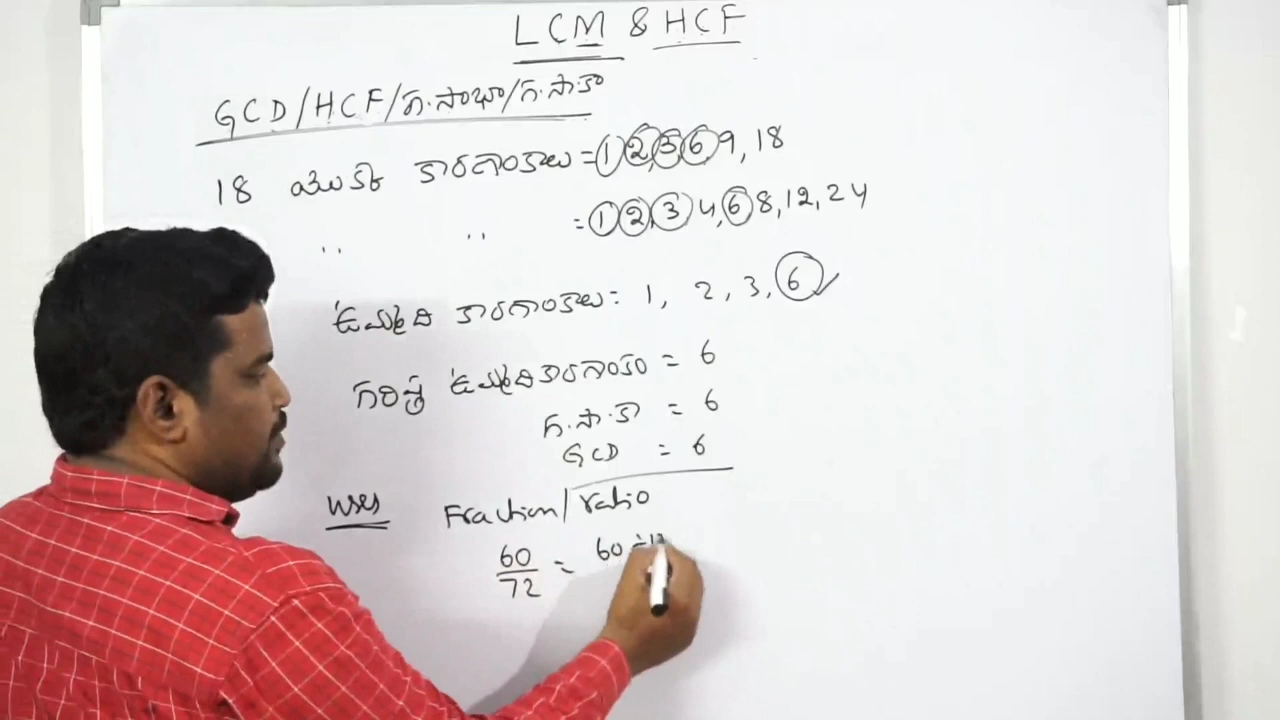 LCM & HCF
GCD/HCF/గ.సాభా/గ.సా.కా
18 యొక్క కారణాంకాలు = 1 2, 3 6 9, 18
" " = 1 2 3 4, 6 8, 12, 24
ఉమ్మడి కారణాంకాలు: 1, 2, 3, 6
గరిష్ట ఉమ్మడి కారణాంకం = 6
గ.సా.కా = 6
GCD = 6
uses Fraction/ratio
60/72 = 60 ÷